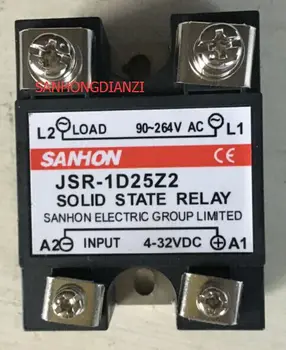 SANHONGDIANZI
L2 LOAD 90~264V AC L1
SANHON CE
JSR-1D25Z2
SOLID STATE RELAY
SANHON ELECTRIC GROUP LIMITED
A2 INPUT 4-32VDC A1